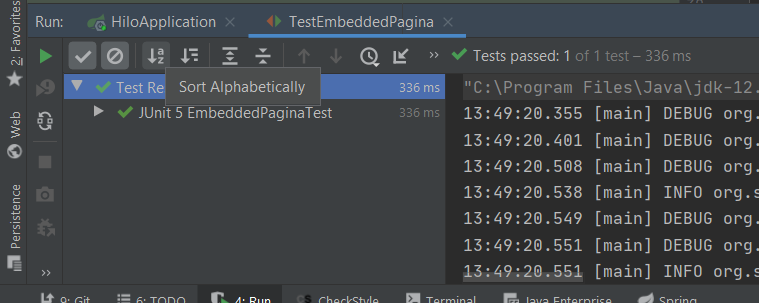 Run: HiloApplication TestEmbeddedPagina
Tests passed: 1 of 1 test – 336 ms
Test Re 336 ms
Sort Alphabetically
JUnit 5 EmbeddedPaginaTest 336 ms
"C:\Program Files\Java\jdk-12.
13:49:20.355 [main] DEBUG org.
13:49:20.401 [main] DEBUG org.
13:49:20.508 [main] DEBUG org.
13:49:20.538 [main] INFO org.s
13:49:20.549 [main] DEBUG org.
13:49:20.551 [main] DEBUG org.
13:49:20.551 [main] INFO org.s
2: Favorites
Web
Persistence
9: Git 6: TODO 4: Run CheckStyle Terminal Java Enterprise Spring